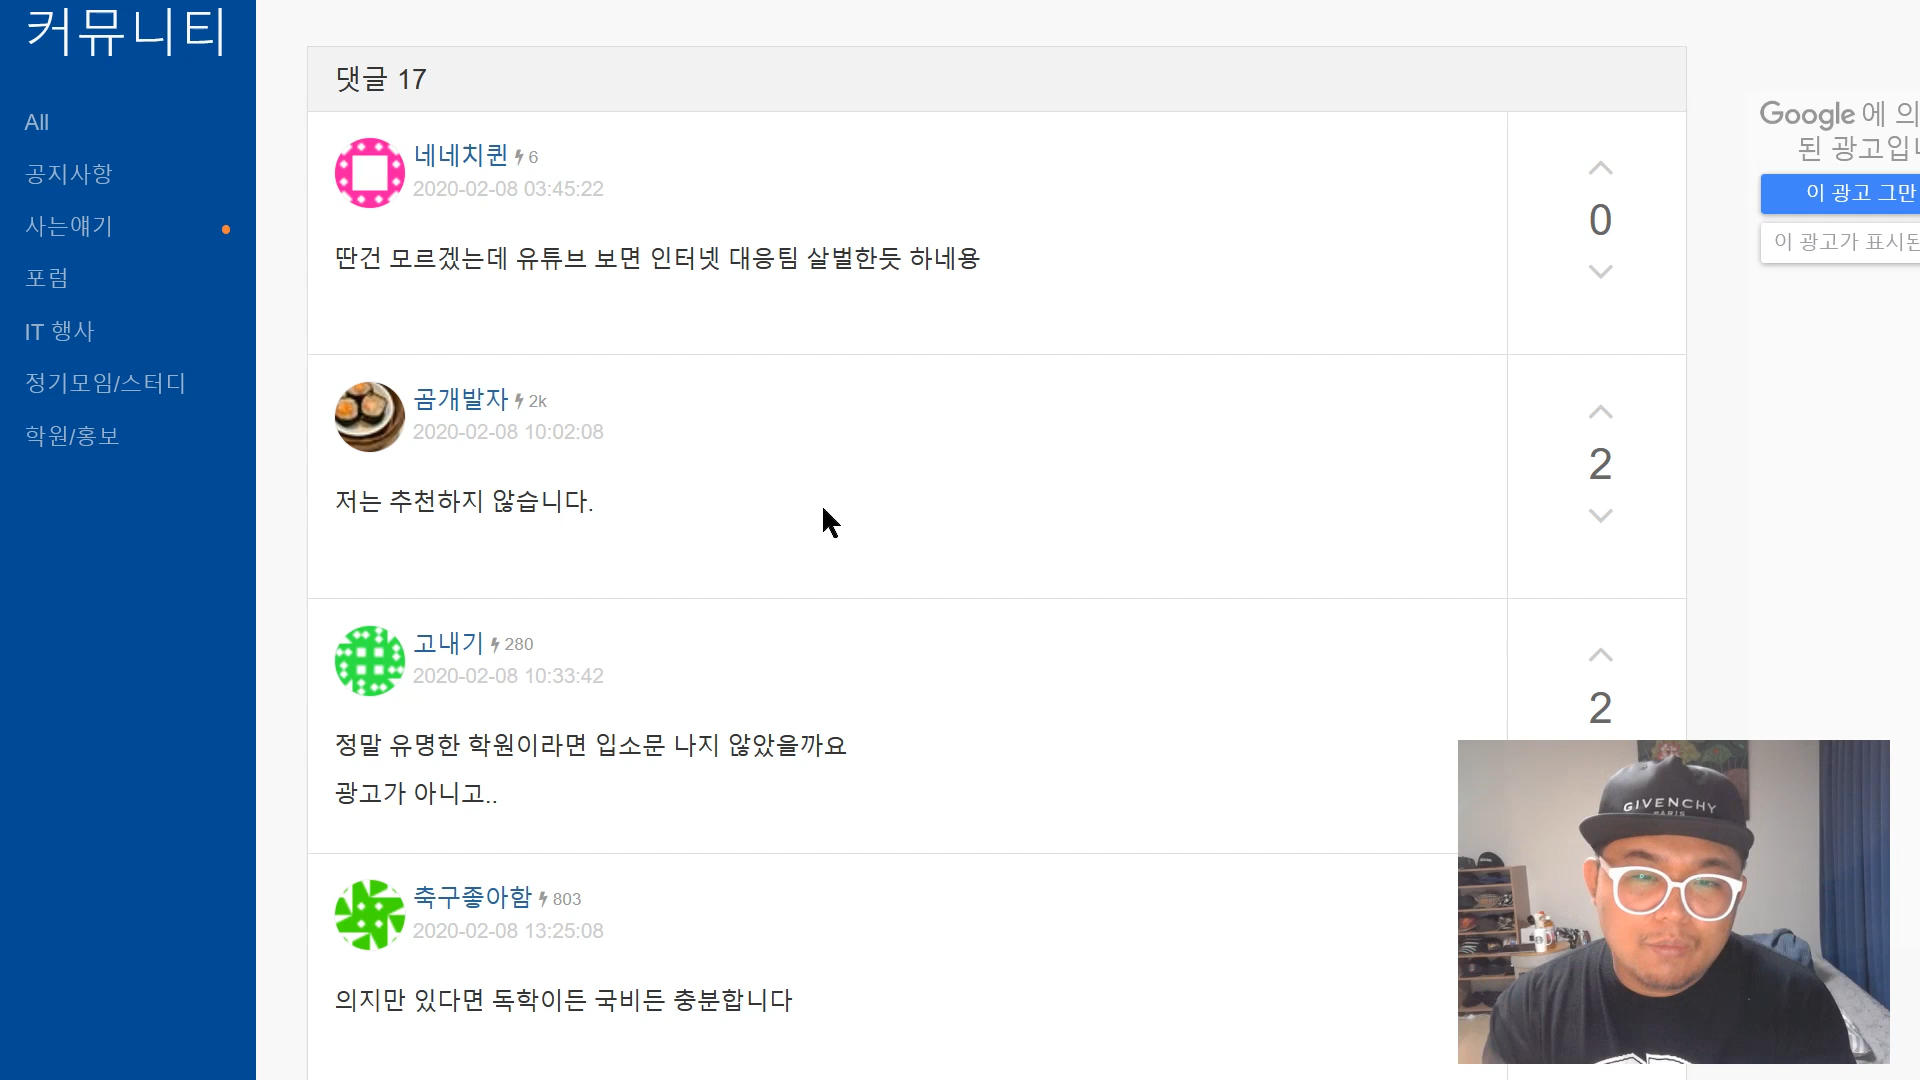 커뮤니티
All
공지사항
사는얘기
포럼
IT 행사
정기모임/스터디
학원/홍보
댓글 17
네네치퀸 6
2020-02-08 03:45:22
딴건 모르겠는데 유튜브 보면 인터넷 대응팀 살벌한듯 하네용
0
곰개발자 2k
2020-02-08 10:02:08
저는 추천하지 않습니다.
2
고내기 280
2020-02-08 10:33:42
정말 유명한 학원이라면 입소문 나지 않았을까요
광고가 아니고..
2
축구좋아함 803
2020-02-08 13:25:08
의지만 있다면 독학이든 국비든 충분합니다
Google에 의
된 광고입
이 광고 그만
이 광고가 표시된
GIVENCHY
PARIS